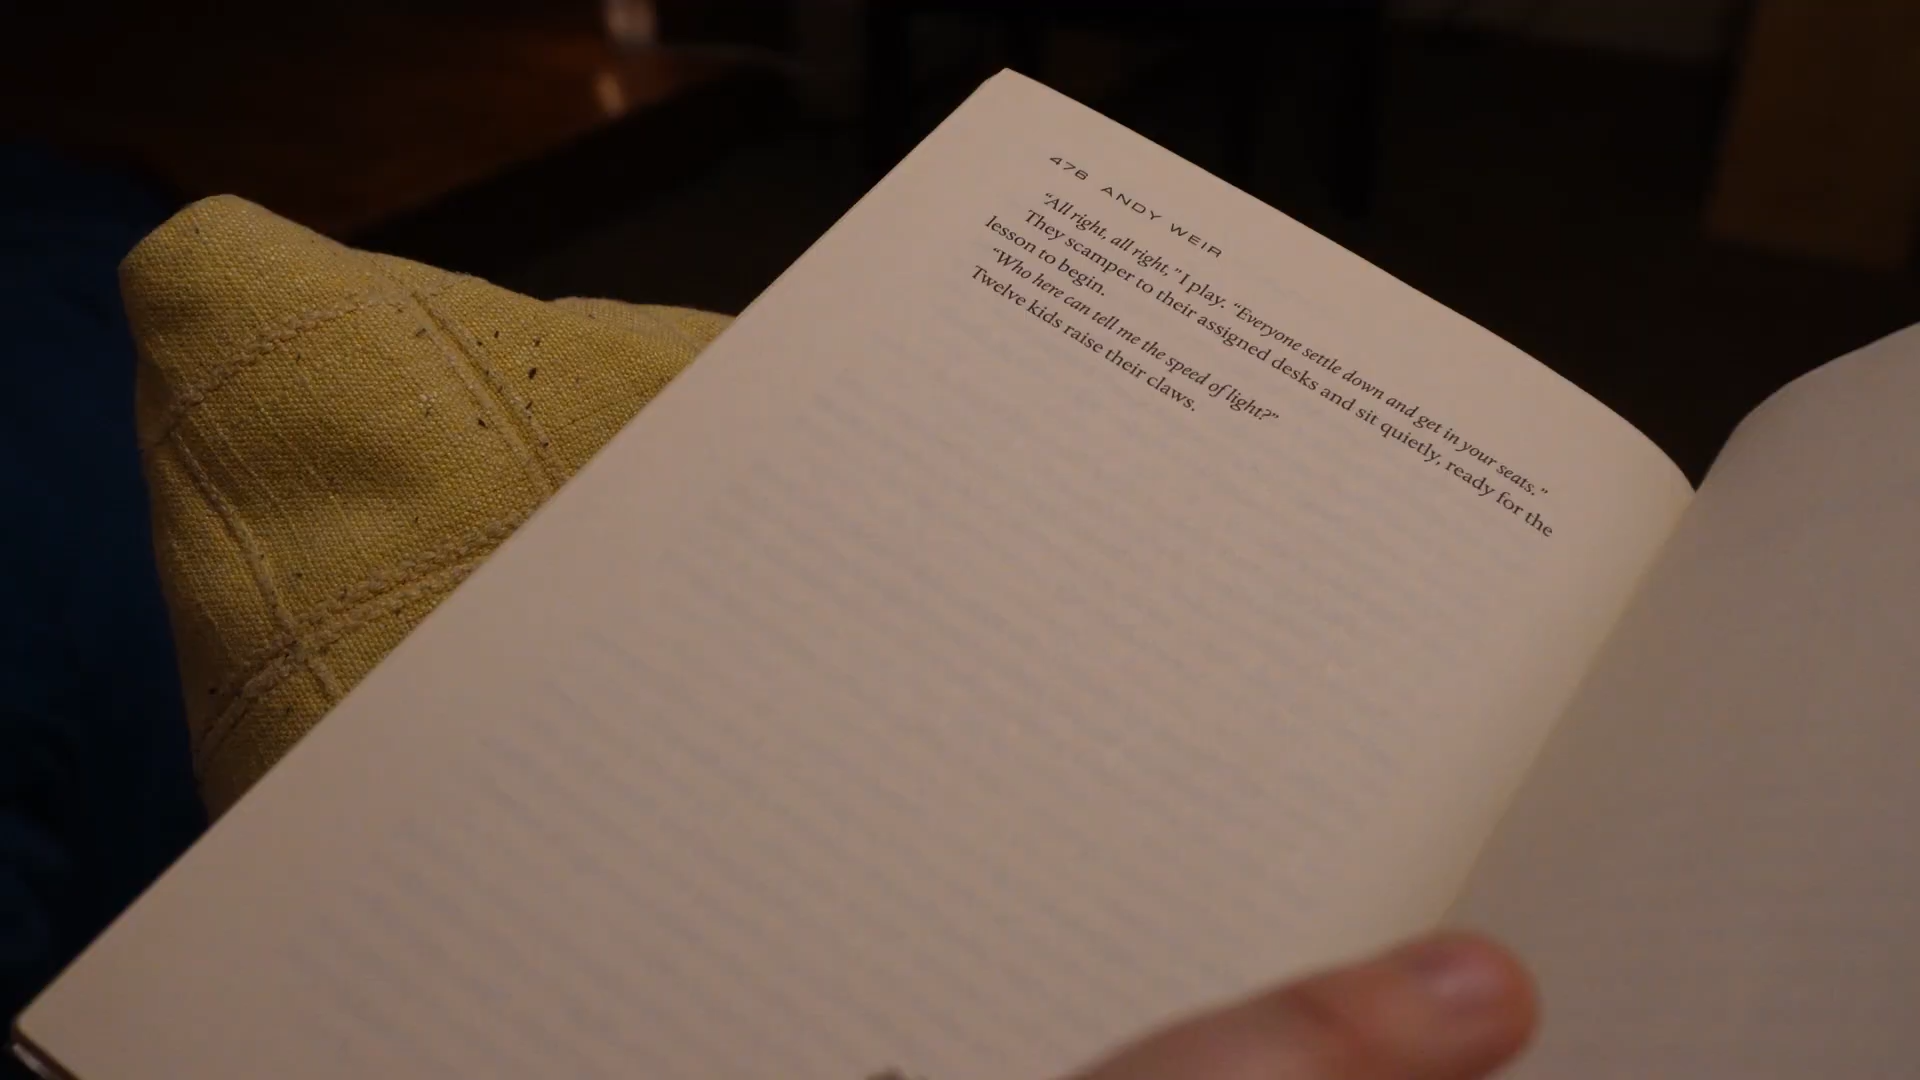 476 ANDY WEIR
“All right, all right,” I play. “Everyone settle down and get in your seats.”
They scamper to their assigned desks and sit quietly, ready for the
lesson to begin.
“Who here can tell me the speed of light?”
Twelve kids raise their claws.